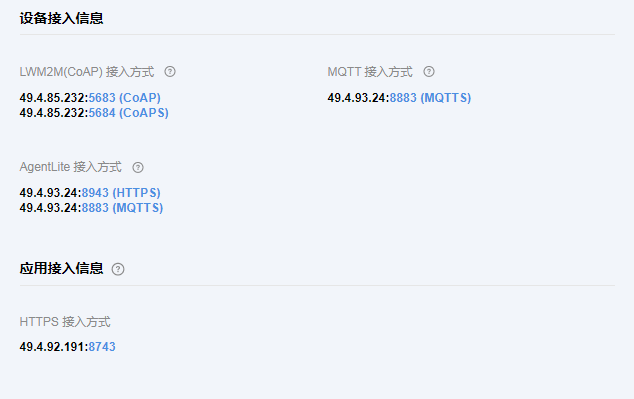 设备接入信息
LWM2M(CoAP) 接入方式 ?
49.4.85.232:5683 (CoAP)
49.4.85.232:5684 (CoAPS)
MQTT 接入方式 ?
49.4.93.24:8883 (MQTTS)
AgentLite 接入方式 ?
49.4.93.24:8943 (HTTPS)
49.4.93.24:8883 (MQTTS)
应用接入信息 ?
HTTPS 接入方式
49.4.92.191:8743